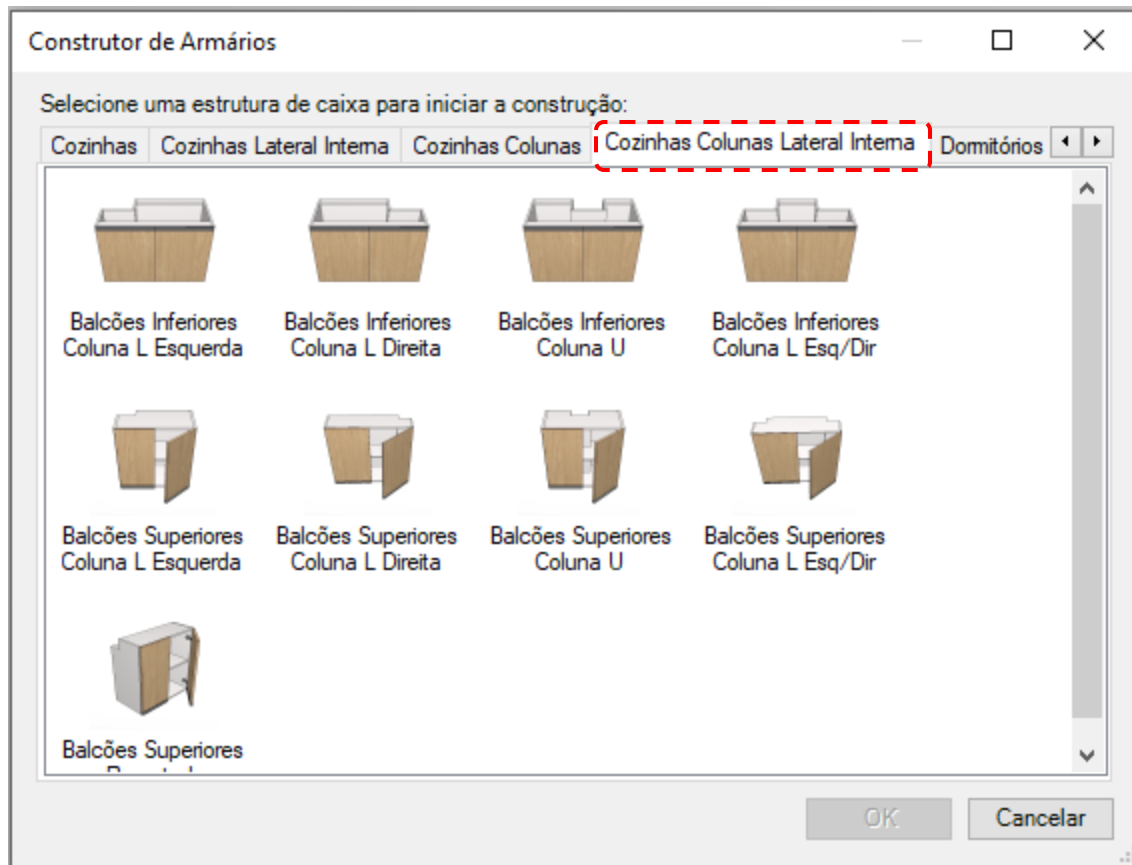 Construtor de Armários
Selecione uma estrutura de caixa para iniciar a construção:
Cozinhas Cozinhas Lateral Interna Cozinhas Colunas Cozinhas Colunas Lateral Interna Dormitórios
Balcões Inferiores Balcões Inferiores Balcões Inferiores Balcões Inferiores
Coluna L Esquerda Coluna L Direita Coluna U Coluna L Esq/Dir
Balcões Superiores Balcões Superiores Balcões Superiores Balcões Superiores
Coluna L Esquerda Coluna L Direita Coluna U Coluna L Esq/Dir
Balcões Superiores
OK Cancelar